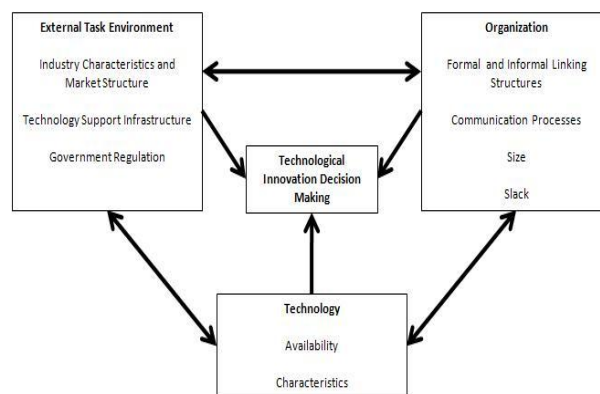 External Task Environment
Industry Characteristics and
Market Structure
Technology Support Infrastructure
Government Regulation
Organization
Formal and Informal Linking
Structures
Communication Processes
Size
Slack
Technological
Innovation Decision
Making
Technology
Availability
Characteristics